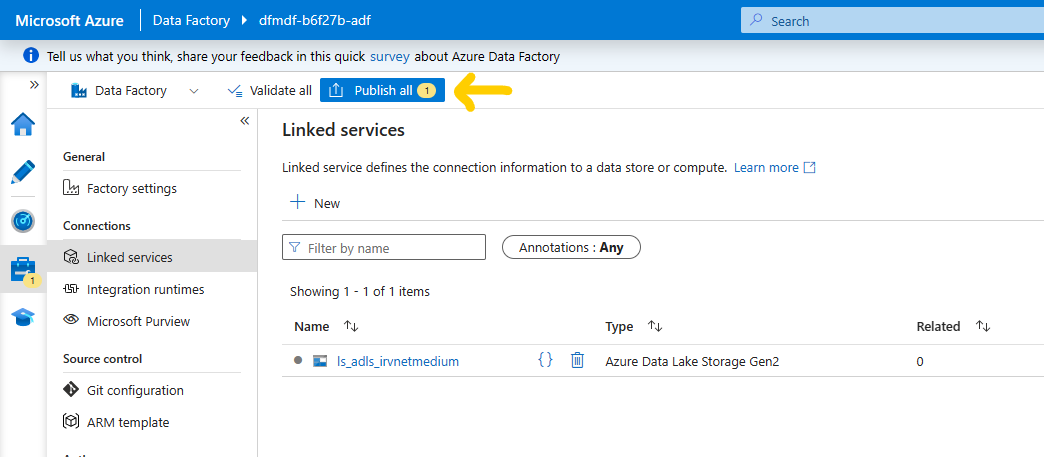 Microsoft Azure Data Factory dfmdf-b6f27b-adf Search
Tell us what you think, share your feedback in this quick survey about Azure Data Factory
Data Factory Validate all Publish all 1
General
Factory settings
Connections
Linked services
Integration runtimes
Microsoft Purview
Source control
Git configuration
ARM template
1
Linked services
Linked service defines the connection information to a data store or compute. Learn more
New
Filter by name Annotations : Any
Showing 1 - 1 of 1 items
Name Type Related
ls_adls_irvnetmedium {} Azure Data Lake Storage Gen2 0